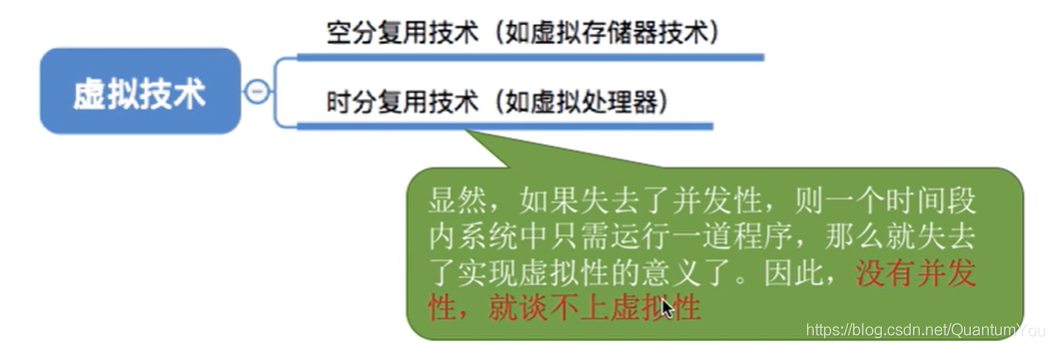 空分复用技术（如虚拟存储器技术）
虚拟技术
时分复用技术（如虚拟处理器）
显然，如果失去了并发性，则一个时间段
内系统中只需运行一道程序，那么就失去
了实现虚拟性的意义了。因此，没有并发
性，就谈不上虚拟性
https://blog.csdn.net/QuantumYou